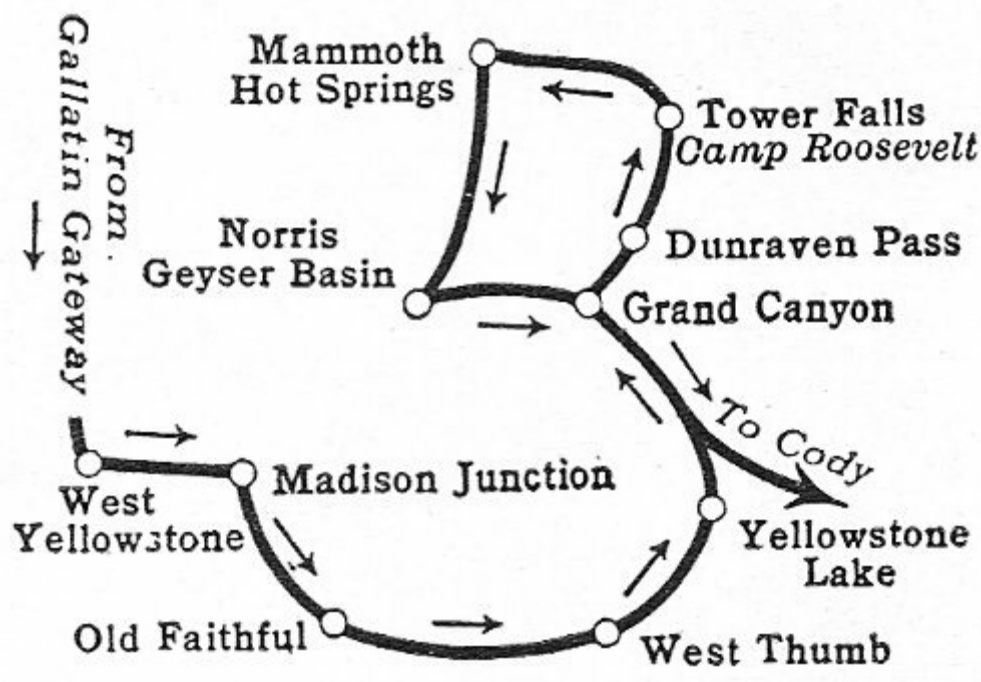 From
Gallatin Gateway
Mammoth
Hot Springs
Tower Falls
Camp Roosevelt
Norris
Geyser Basin
Dunraven Pass
Grand Canyon
To Cody
West
Yellowstone
Madison Junction
Yellowstone
Lake
Old Faithful
West Thumb